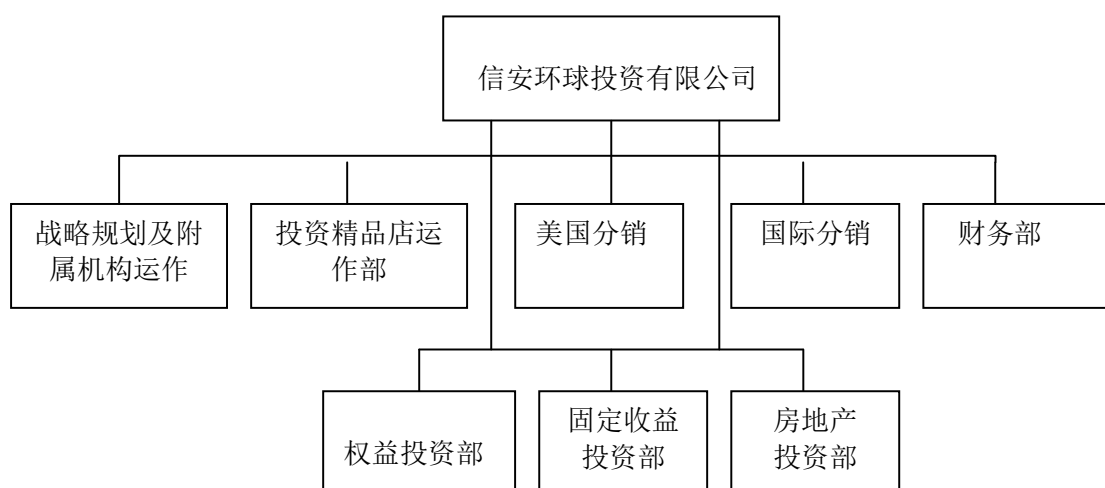 信安环球投资有限公司
战略规划及附
属机构运作
投资精品店运
作部
美国分销
国际分销
财务部
权益投资部
固定收益
投资部
房地产
投资部